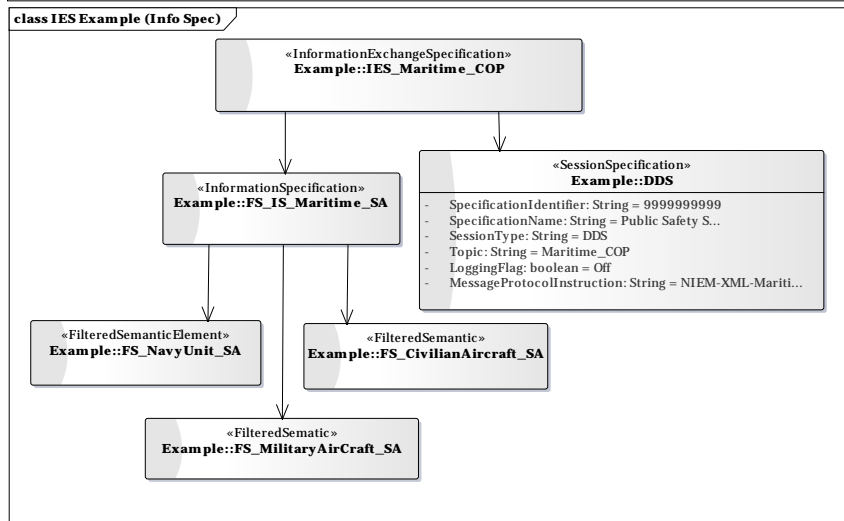 class IES Example (Info Spec)
«InformationExchangeSpecification»
Example::IES_Maritime_COP
«SessionSpecification»
Example::DDS
- SpecificationIdentifier: String = 9999999999
- SpecificationName: String = Public Safety S...
- SessionType: String = DDS
- Topic: String = Maritime_COP
- LoggingFlag: boolean = Off
- MessageProtocolInstruction: String = NIEM-XML-Mariti...
«InformationSpecification»
Example::FS_IS_Maritime_SA
«FilteredSemanticElement»
Example::FS_NavyUnit_SA
«FilteredSemantic»
Example::FS_CivilianAircraft_SA
«FilteredSematic»
Example::FS_MilitaryAirCraft_SA